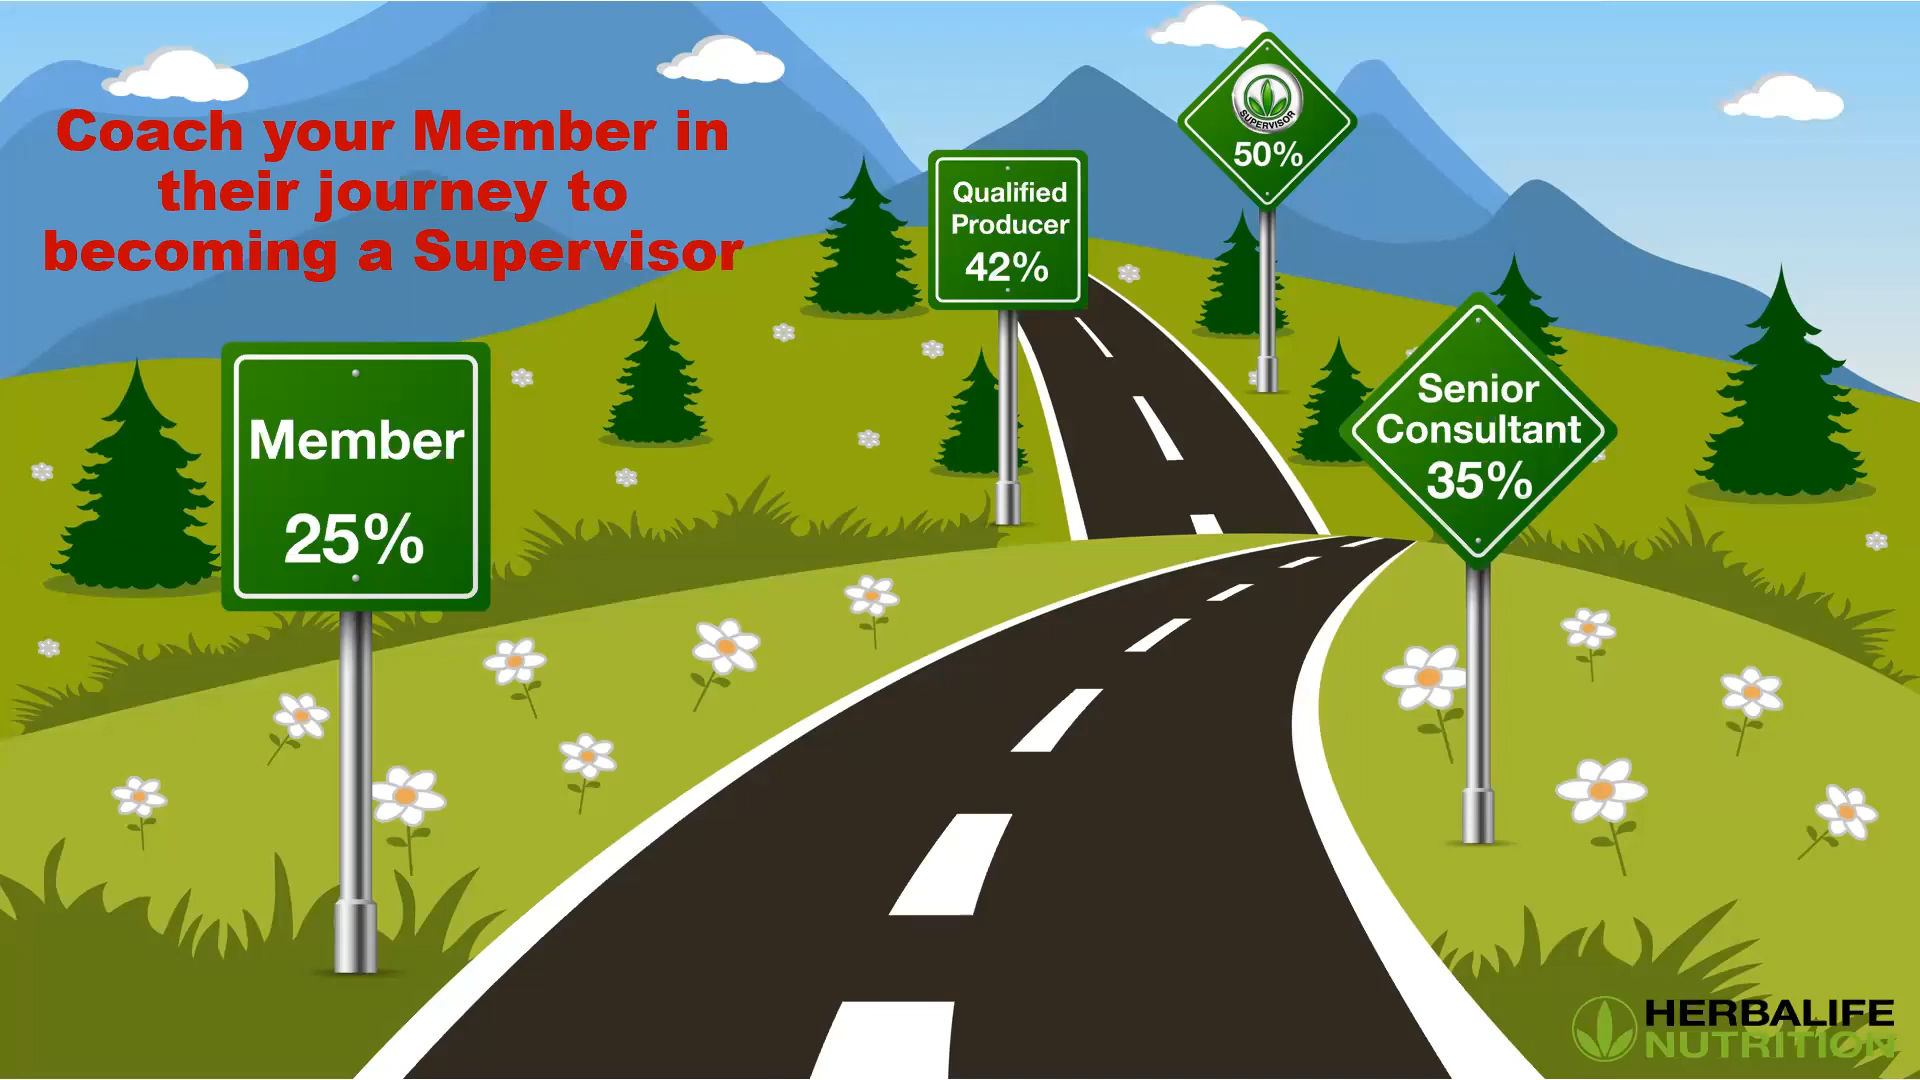 Coach your Member in
their journey to
becoming a Supervisor
Member
25%
Senior
Consultant
35%
Qualified
Producer
42%
SUPERVISOR
50%
HERBALIFE
NUTRITION